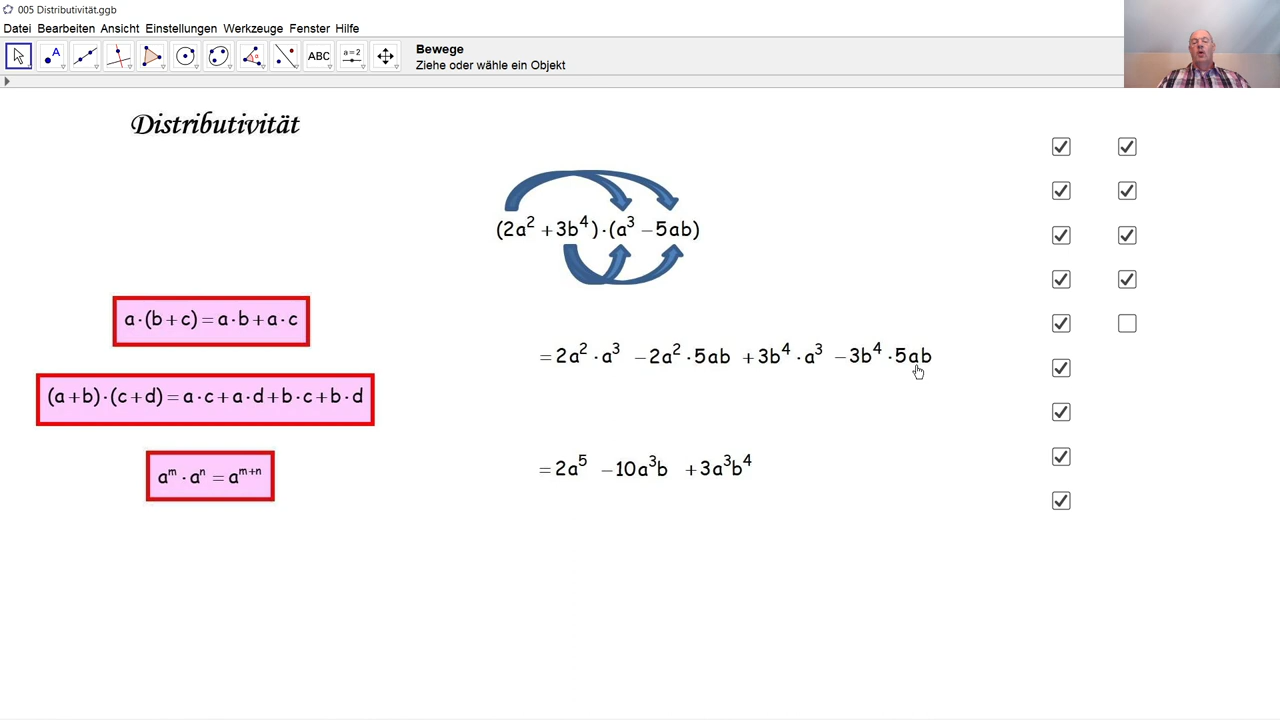 005 Distributivität.ggb
Datei Bearbeiten Ansicht Einstellungen Werkzeuge Fenster Hilfe
A ABC a=2
Bewege
Ziehe oder wähle ein Objekt
Distributivität
(2a² + 3b⁴) · (a³ − 5ab)
a · (b + c) = a · b + a · c
= 2a² · a³ − 2a² · 5ab + 3b⁴ · a³ − 3b⁴ · 5ab
(a + b) · (c + d) = a · c + a · d + b · c + b · d
aᵐ · aⁿ = aᵐ⁺ⁿ
= 2a⁵ − 10a³b + 3a³b⁴